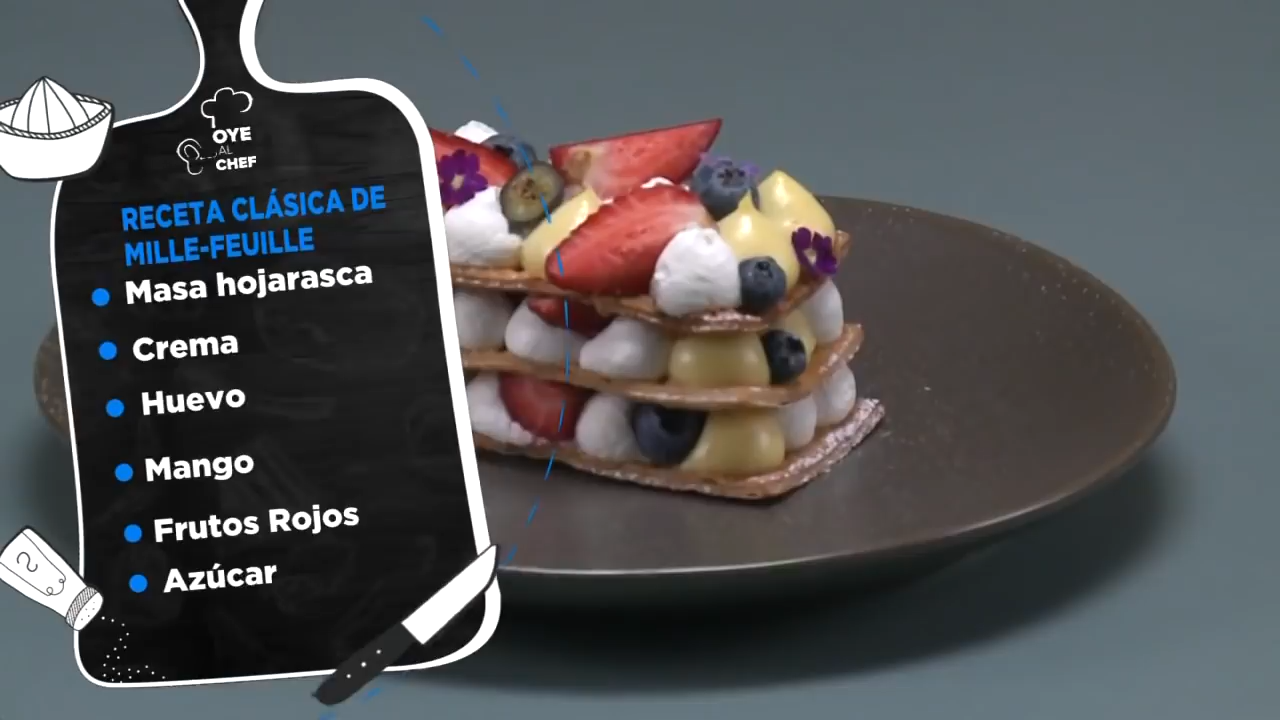 OYE
AL
CHEF
RECETA CLÁSICA DE
MILLE-FEUILLE
Masa hojarasca
Crema
Huevo
Mango
Frutos Rojos
Azúcar